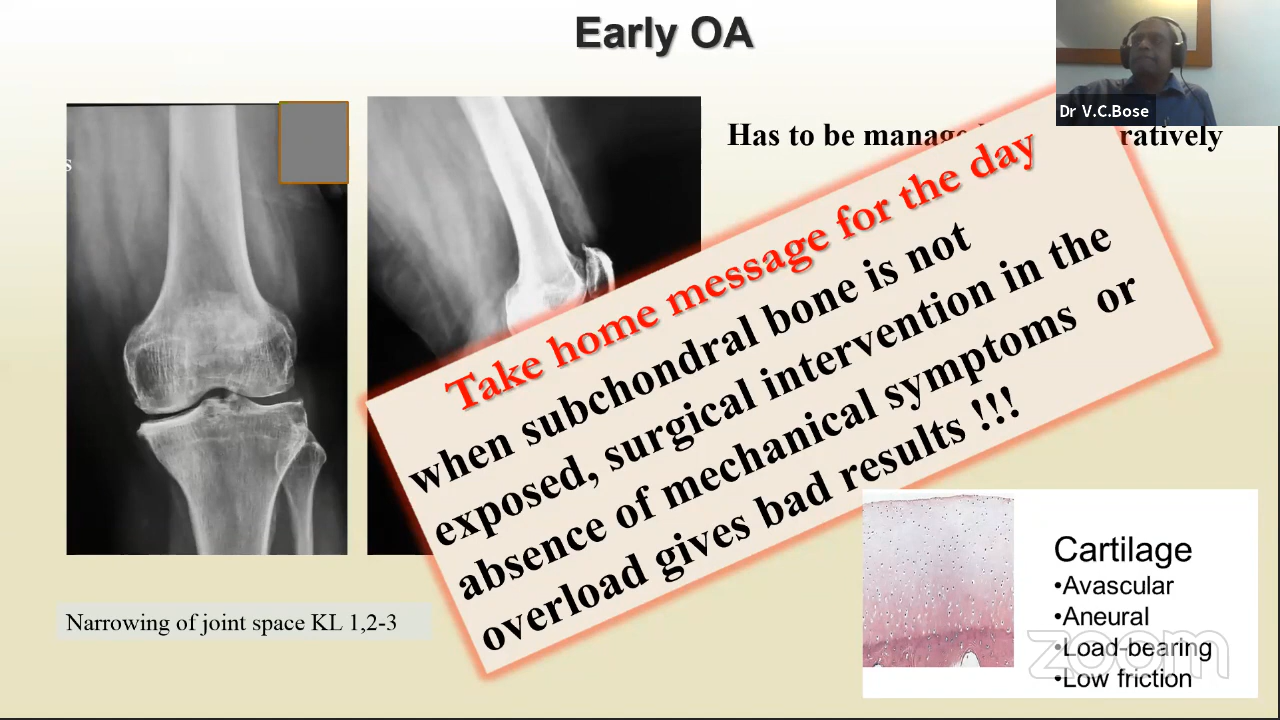 Early OA
Dr V.C.Bose
s
Has to be manage ratively
Take home message for the day
when subchondral bone is not
exposed, surgical intervention in the
absence of mechanical symptoms or
overload gives bad results !!!
Narrowing of joint space KL 1,2-3
Cartilage
•Avascular
•Aneural
•Load-bearing
•Low friction
zoom